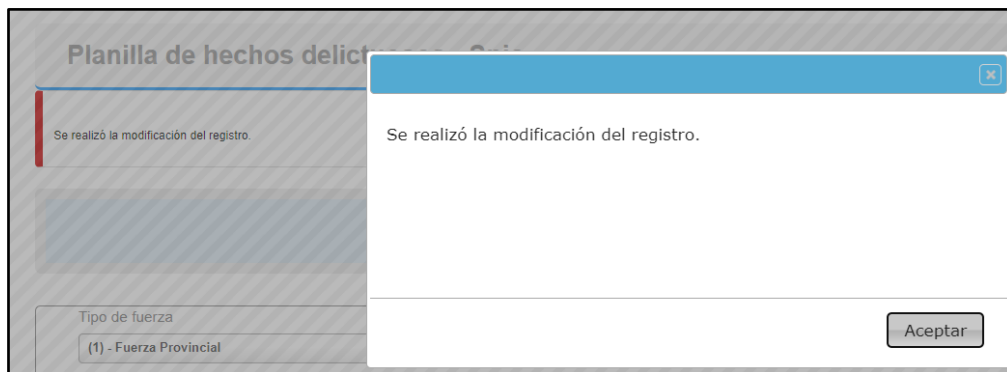 Planilla de hechos delict
Se realizó la modificación del registro.
Se realizó la modificación del registro.
Tipo de fuerza
(1) - Fuerza Provincial
Aceptar